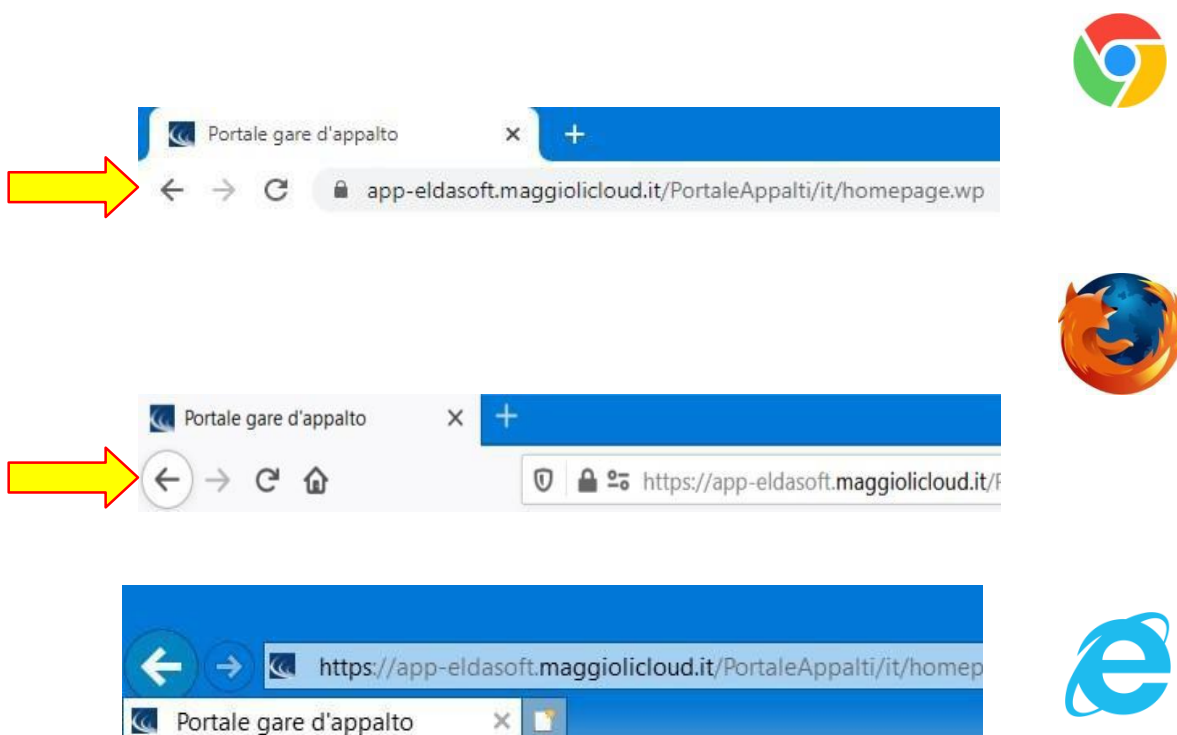 Portale gare d'appalto
app-eldasoft.maggiolicloud.it/PortaleAppalti/it/homepage.wp
Portale gare d'appalto
https://app-eldasoft.maggiolicloud.it/
https://app-eldasoft.maggiolicloud.it/PortaleAppalti/it/homep
Portale gare d'appalto